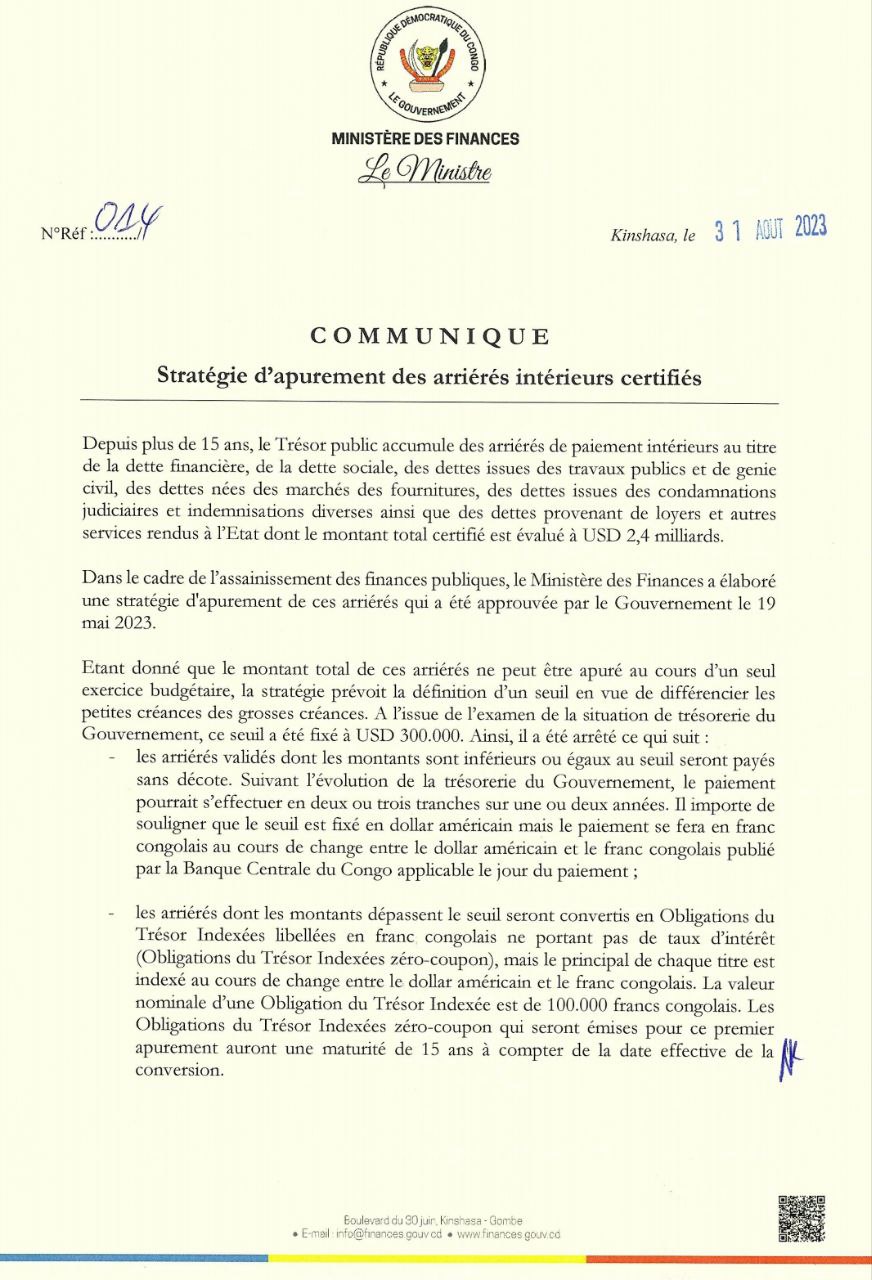 RÉPUBLIQUE DÉMOCRATIQUE DU CONGO
★ LE GOUVERNEMENT ★
MINISTÈRE DES FINANCES
Le Ministre
N°Réf :........../ 014
Kinshasa, le 31 AOUT 2023
COMMUNIQUE
Stratégie d’apurement des arriérés intérieurs certifiés
Depuis plus de 15 ans, le Trésor public accumule des arriérés de paiement intérieurs au titre
de la dette financière, de la dette sociale, des dettes issues des travaux publics et de genie
civil, des dettes nées des marchés des fournitures, des dettes issues des condamnations
judiciaires et indemnisations diverses ainsi que des dettes provenant de loyers et autres
services rendus à l’Etat dont le montant total certifié est évalué à USD 2,4 milliards.
Dans le cadre de l’assainissement des finances publiques, le Ministère des Finances a élaboré
une stratégie d'apurement de ces arriérés qui a été approuvée par le Gouvernement le 19
mai 2023.
Etant donné que le montant total de ces arriérés ne peut être apuré au cours d’un seul
exercice budgétaire, la stratégie prévoit la définition d’un seuil en vue de différencier les
petites créances des grosses créances. A l’issue de l’examen de la situation de trésorerie du
Gouvernement, ce seuil a été fixé à USD 300.000. Ainsi, il a été arrêté ce qui suit :
- les arriérés validés dont les montants sont inférieurs ou égaux au seuil seront payés
sans décote. Suivant l’évolution de la trésorerie du Gouvernement, le paiement
pourrait s’effectuer en deux ou trois tranches sur une ou deux années. Il importe de
souligner que le seuil est fixé en dollar américain mais le paiement se fera en franc
congolais au cours de change entre le dollar américain et le franc congolais publié
par la Banque Centrale du Congo applicable le jour du paiement ;
- les arriérés dont les montants dépassent le seuil seront convertis en Obligations du
Trésor Indexées libellées en franc congolais ne portant pas de taux d’intérêt
(Obligations du Trésor Indexées zéro-coupon), mais le principal de chaque titre est
indexé au cours de change entre le dollar américain et le franc congolais. La valeur
nominale d’une Obligation du Trésor Indexée est de 100.000 francs congolais. Les
Obligations du Trésor Indexées zéro-coupon qui seront émises pour ce premier
apurement auront une maturité de 15 ans à compter de la date effective de la
conversion.
Boulevard du 30 juin, Kinshasa - Gombe
● E-mail : info@finances.gouv.cd ● www.finances.gouv.cd